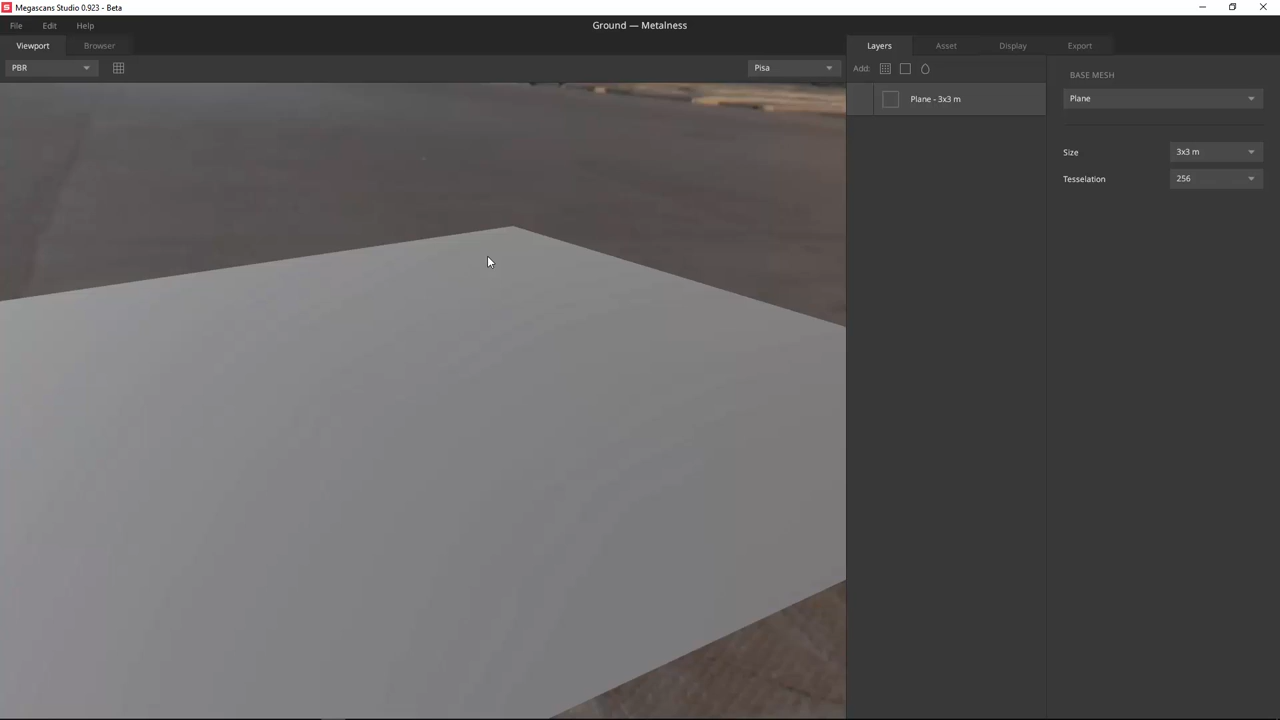 Megascans Studio 0.923 - Beta
File Edit Help
Ground — Metalness
Viewport Browser
Layers Asset Display Export
PBR
Pisa
Add:
BASE MESH
Plane - 3x3 m
Plane
Size 3x3 m
Tesselation 256